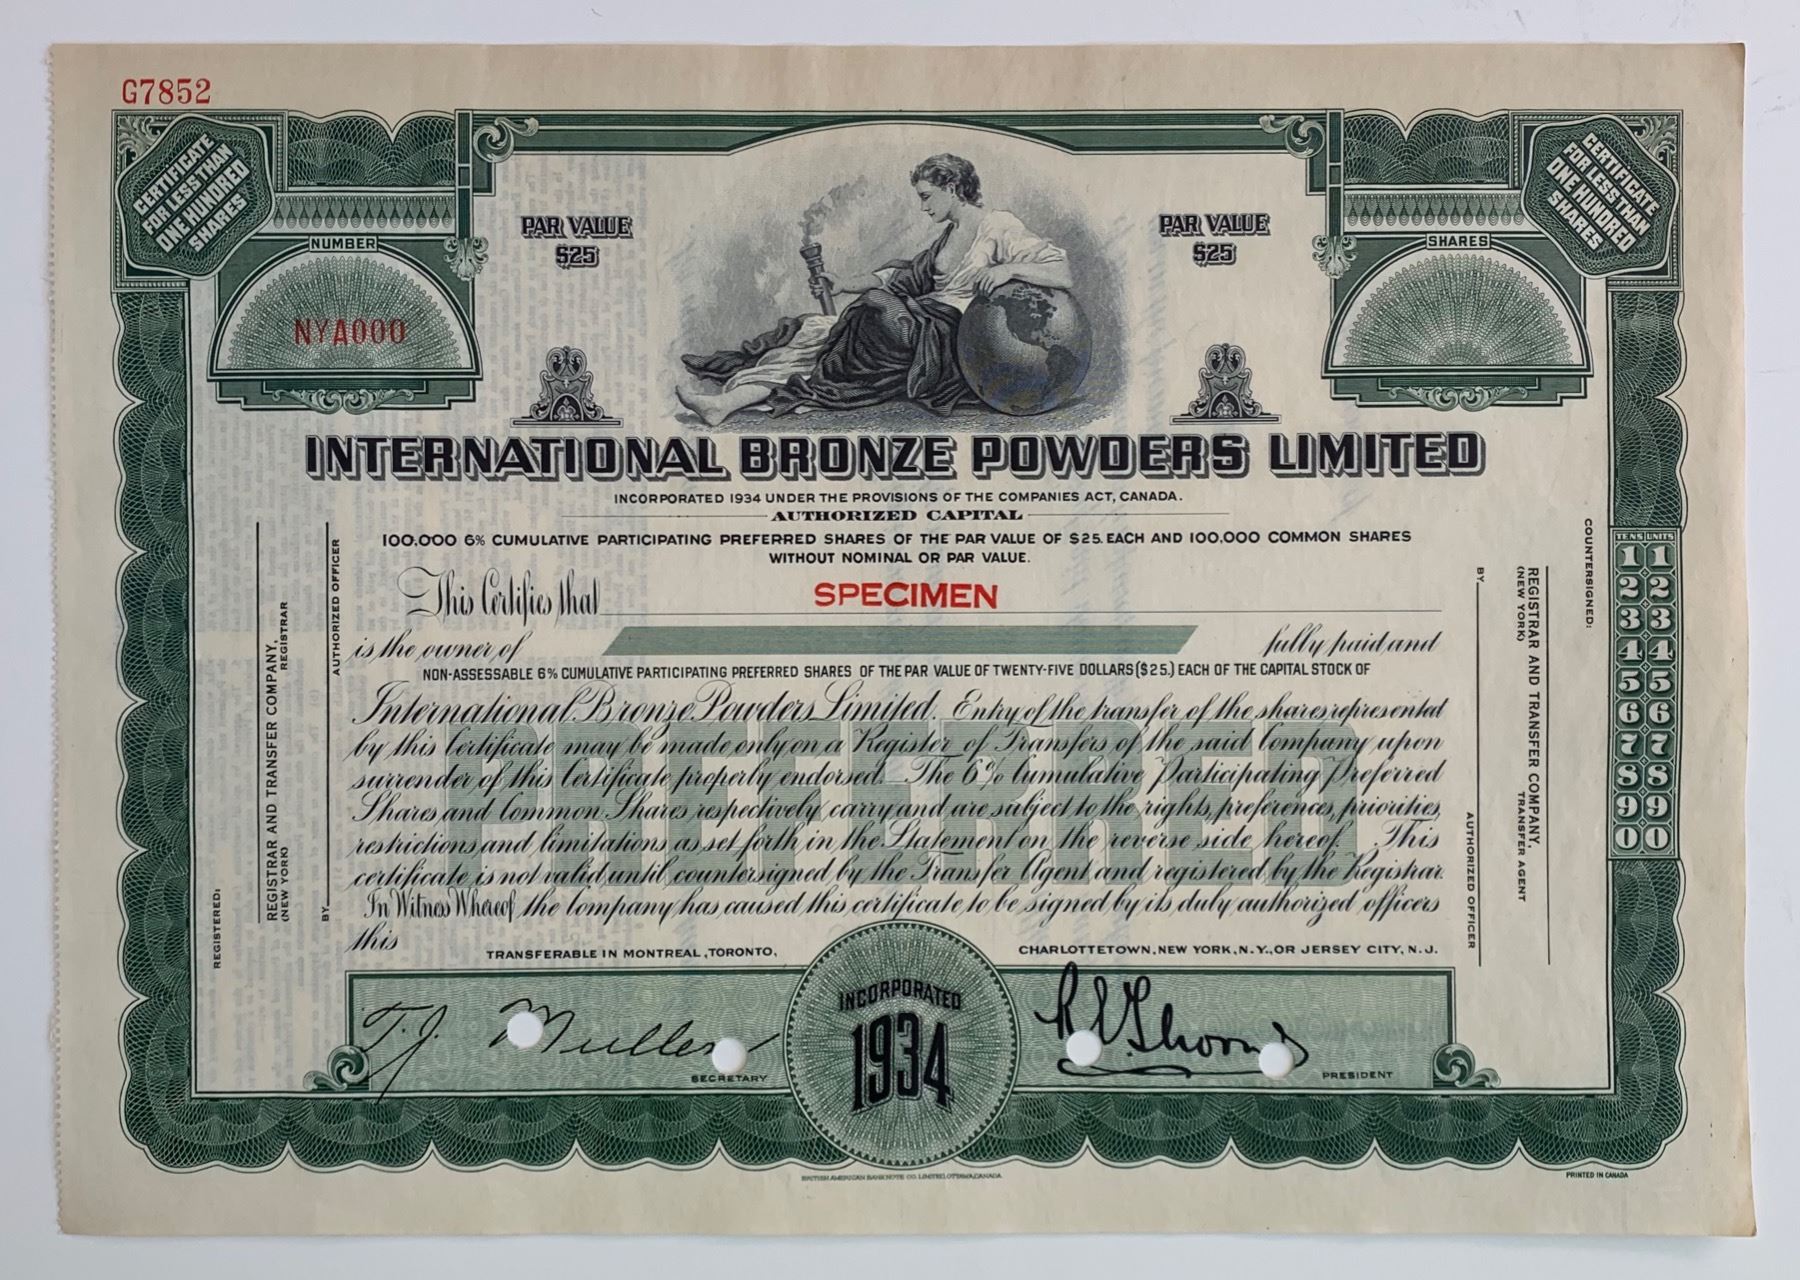 G7852
CERTIFICATE
FOR LESS THAN
ONE HUNDRED
SHARES
CERTIFICATE
FOR LESS THAN
ONE HUNDRED
SHARES
NUMBER
NYA000
SHARES
PAR VALUE
$25
PAR VALUE
$25
INTERNATIONAL BRONZE POWDERS LIMITED
INCORPORATED 1934 UNDER THE PROVISIONS OF THE COMPANIES ACT, CANADA.
AUTHORIZED CAPITAL
100,000 6% CUMULATIVE PARTICIPATING PREFERRED SHARES OF THE PAR VALUE OF $25. EACH AND 100,000 COMMON SHARES
WITHOUT NOMINAL OR PAR VALUE.
This Certifies that SPECIMEN
is the owner of fully paid and
NON-ASSESSABLE 6% CUMULATIVE PARTICIPATING PREFERRED SHARES OF THE PAR VALUE OF TWENTY-FIVE DOLLARS ($25.) EACH OF THE CAPITAL STOCK OF
International Bronze Powders Limited. Entry of the transfer of the shares represented
by this Certificate may be made only on a Register of Transfers of the said Company upon
surrender of this Certificate properly endorsed. The 6% Cumulative Participating Preferred
Shares and Common Shares respectively carry and are subject to the rights, preferences, priorities,
restrictions and limitations as set forth in the Statement on the reverse side hereof. This
certificate is not valid until countersigned by the Transfer Agent and registered by the Registrar.
In Witness Whereof the Company has caused this certificate to be signed by its duly authorized officers
this
PREFERRED
TRANSFERABLE IN MONTREAL, TORONTO,
CHARLOTTETOWN, NEW YORK, N.Y., OR JERSEY CITY, N.J.
T.J. Muller
SECRETARY
INCORPORATED
1934
PRESIDENT
REGISTERED:
REGISTRAR AND TRANSFER COMPANY,
(NEW YORK)
REGISTRAR
BY
AUTHORIZED OFFICER
COUNTERSIGNED:
REGISTRAR AND TRANSFER COMPANY,
(NEW YORK)
TRANSFER AGENT
BY
AUTHORIZED OFFICER
TENS UNITS
1 1
2 2
3 3
4 4
5 5
6 6
7 7
8 8
9 9
0 0
BRITISH AMERICAN BANK NOTE CO. LIMITED, OTTAWA, CANADA.
PRINTED IN CANADA